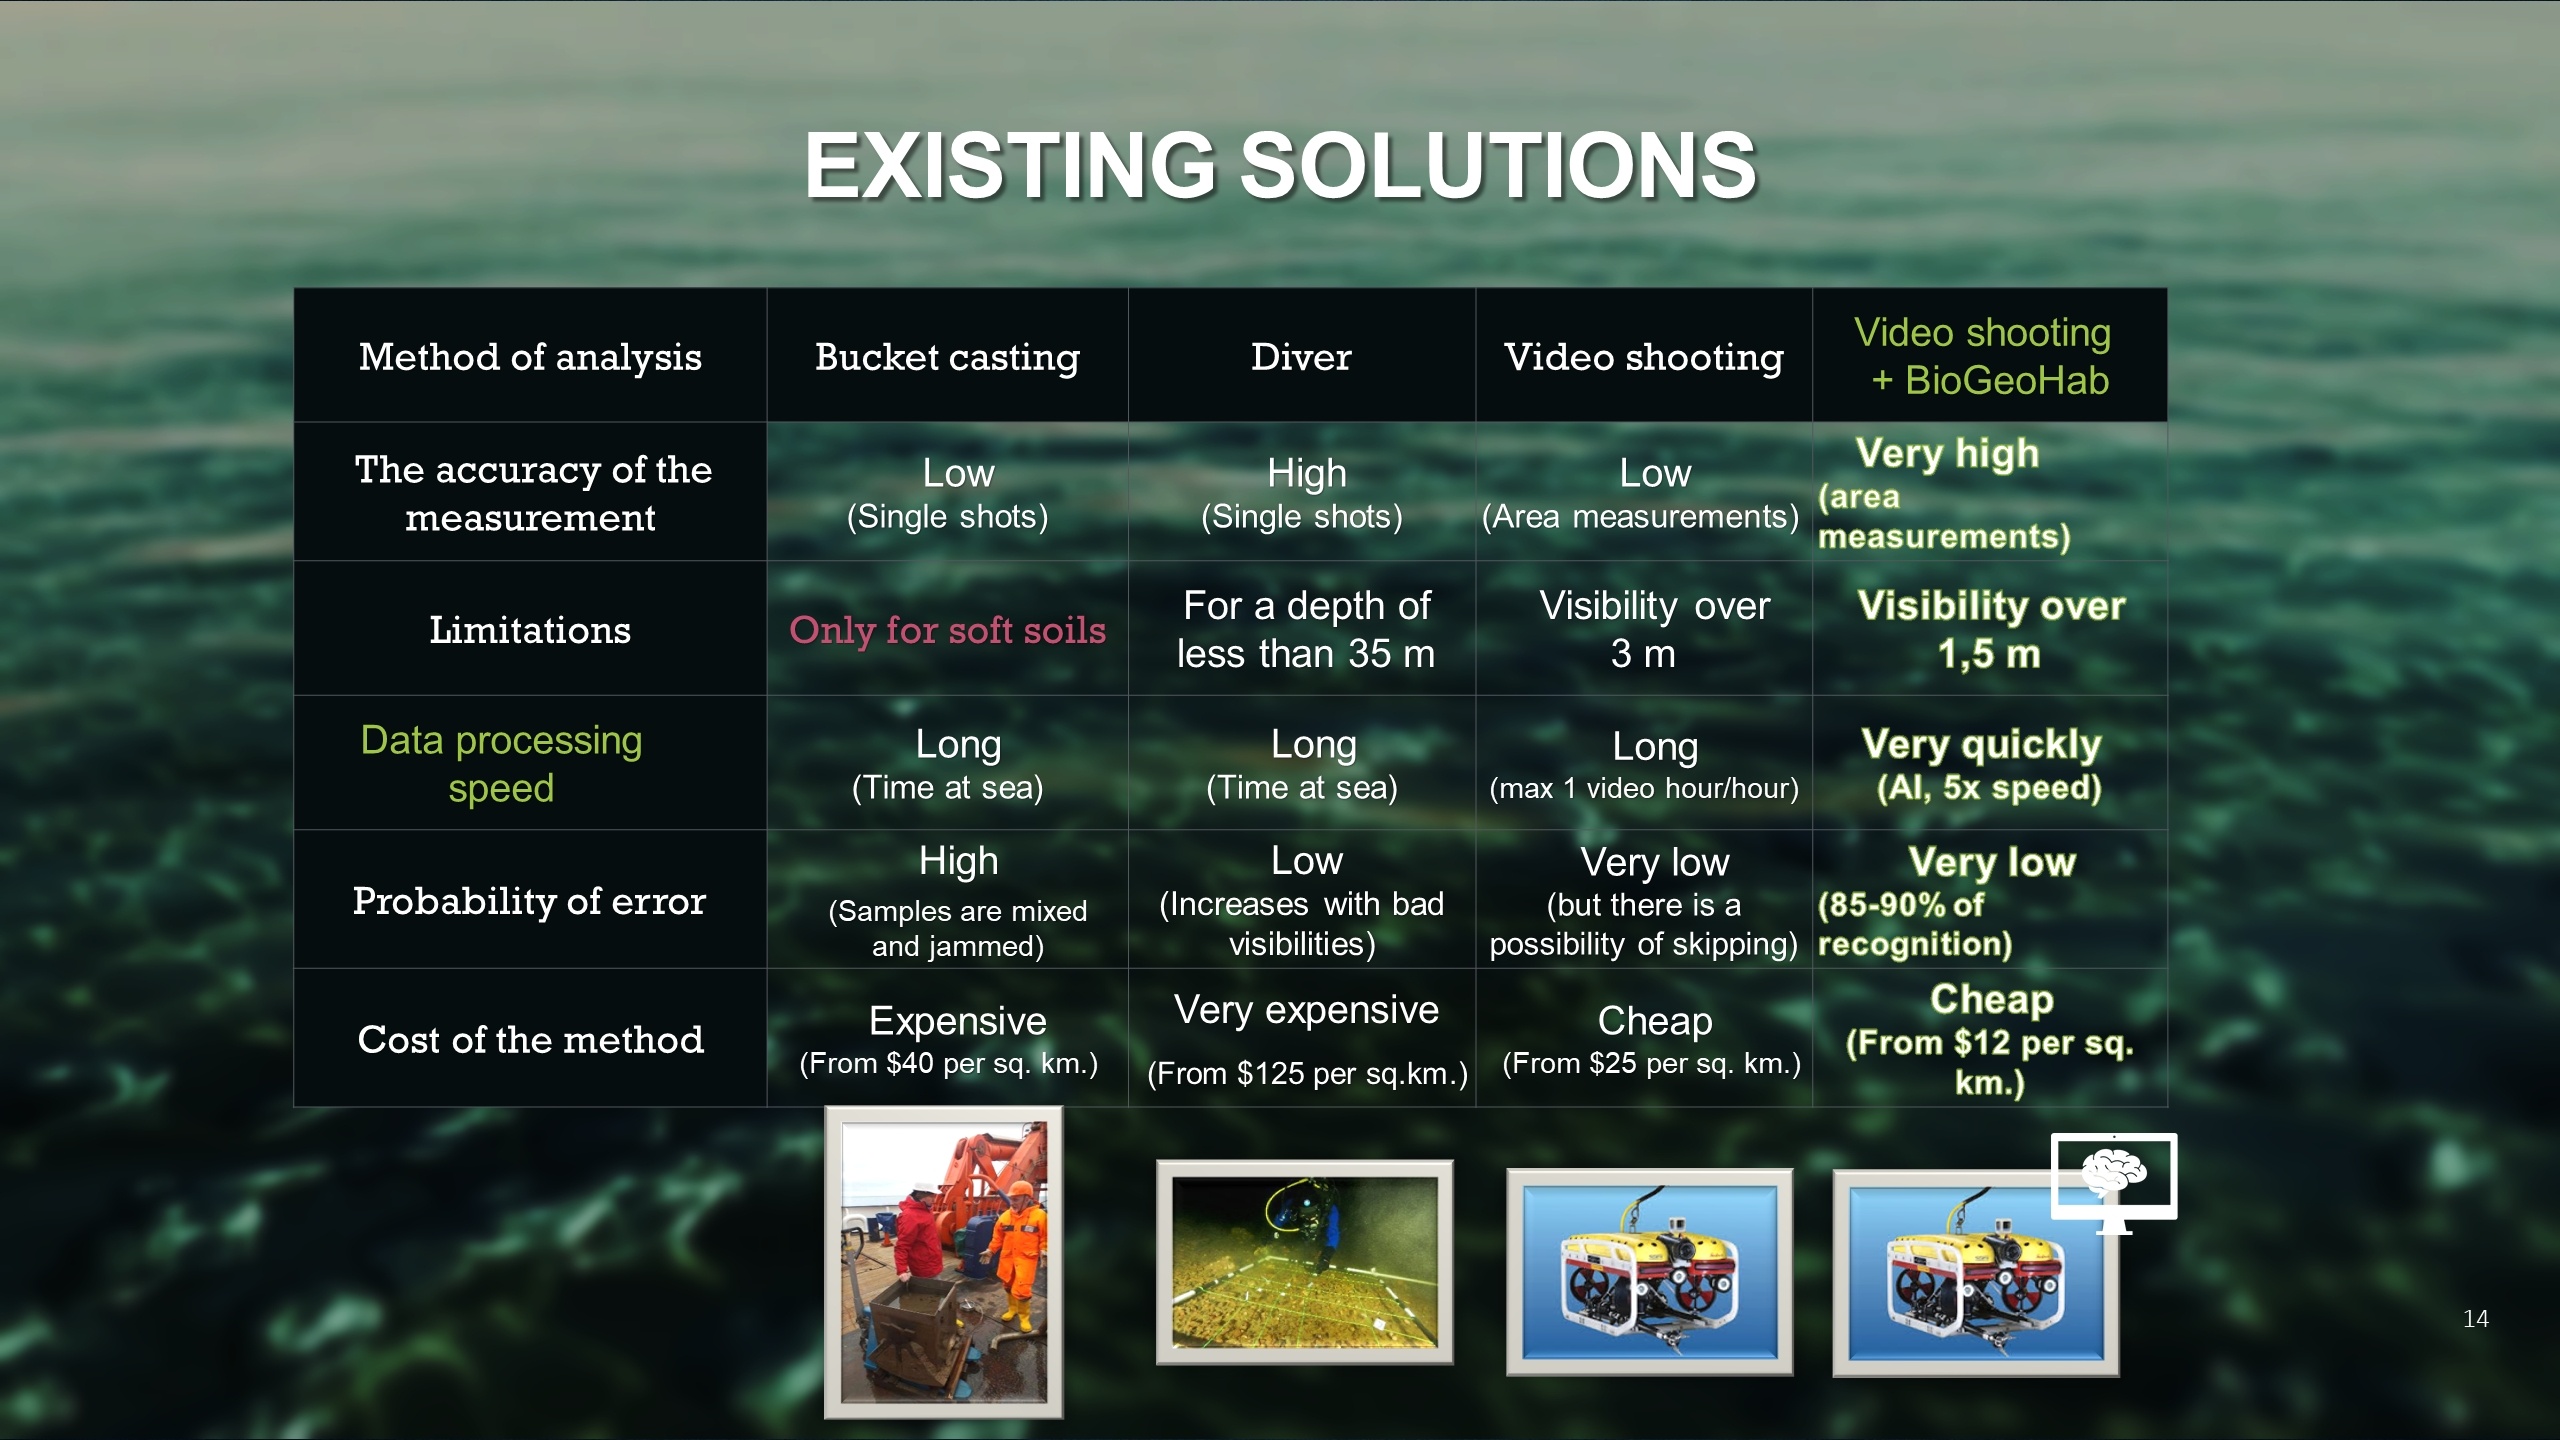 EXISTING SOLUTIONS
Method of analysis
Bucket casting
Diver
Video shooting
Video shooting
+ BioGeoHab
The accuracy of the
measurement
Low
(Single shots)
High
(Single shots)
Low
(Area measurements)
Very high
(area
measurements)
Limitations
Only for soft soils
For a depth of
less than 35 m
Visibility over
3 m
Visibility over
1,5 m
Data processing
speed
Long
(Time at sea)
Long
(Time at sea)
Long
(max 1 video hour/hour)
Very quickly
(AI, 5x speed)
Probability of error
High
(Samples are mixed
and jammed)
Low
(Increases with bad
visibilities)
Very low
(but there is a
possibility of skipping)
Very low
(85-90% of
recognition)
Cost of the method
Expensive
(From $40 per sq. km.)
Very expensive
(From $125 per sq.km.)
Cheap
(From $25 per sq. km.)
Cheap
(From $12 per sq.
km.)
14